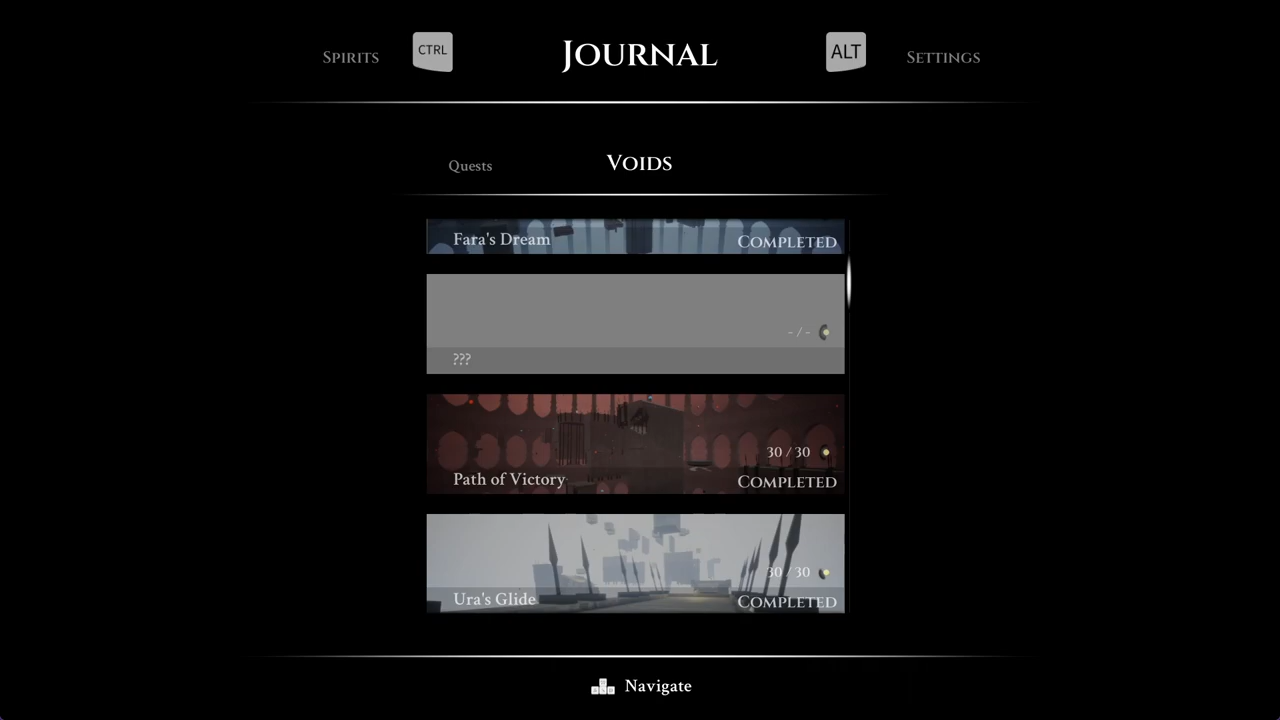 Spirits CTRL Journal ALT Settings
Quests Voids
Fara's Dream Completed
- / -
???
30 / 30
Path of Victory Completed
30 / 30
Ura's Glide Completed
Navigate